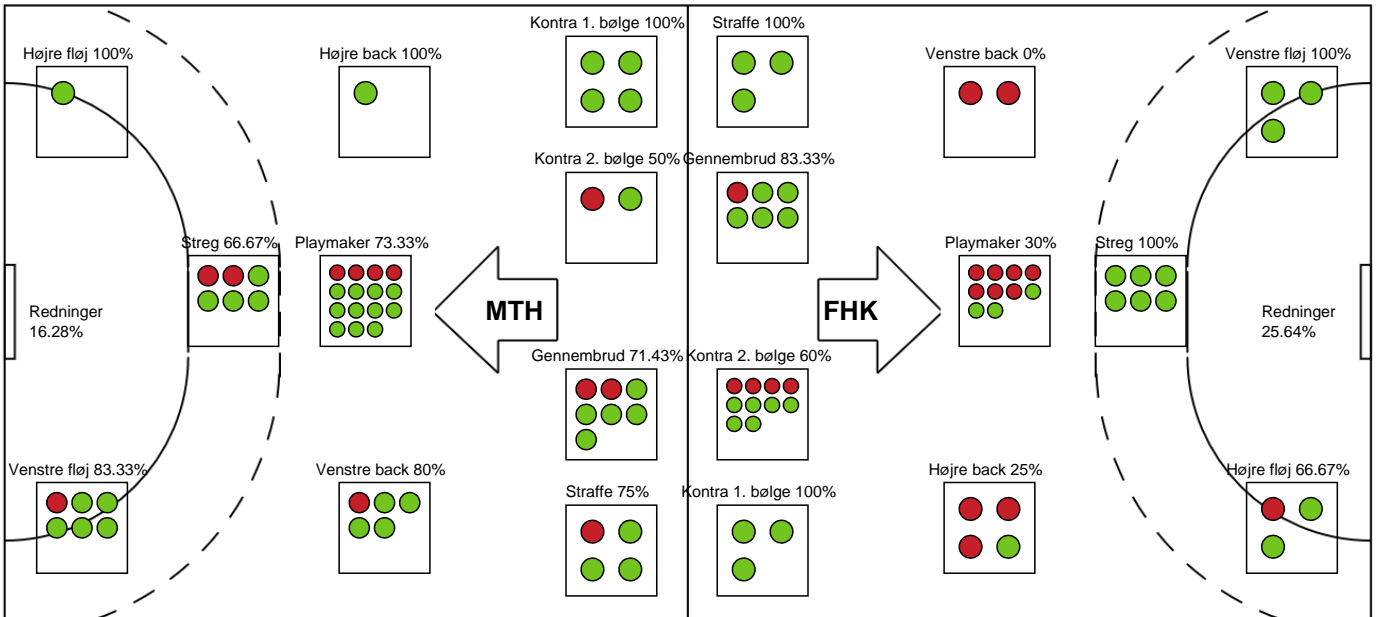 Kontra 1. bølge 100%
Straffe 100%
Højre fløj 100%
Højre back 100%
Venstre back 0%
Venstre fløj 100%
Kontra 2. bølge 50%
Gennembrud 83.33%
Streg 66.67%
Playmaker 73.33%
Playmaker 30%
Streg 100%
Redninger
16.28%
MTH
FHK
Redninger
25.64%
Gennembrud 71.43%
Kontra 2. bølge 60%
Venstre fløj 83.33%
Venstre back 80%
Højre back 25%
Højre fløj 66.67%
Straffe 75%
Kontra 1. bølge 100%